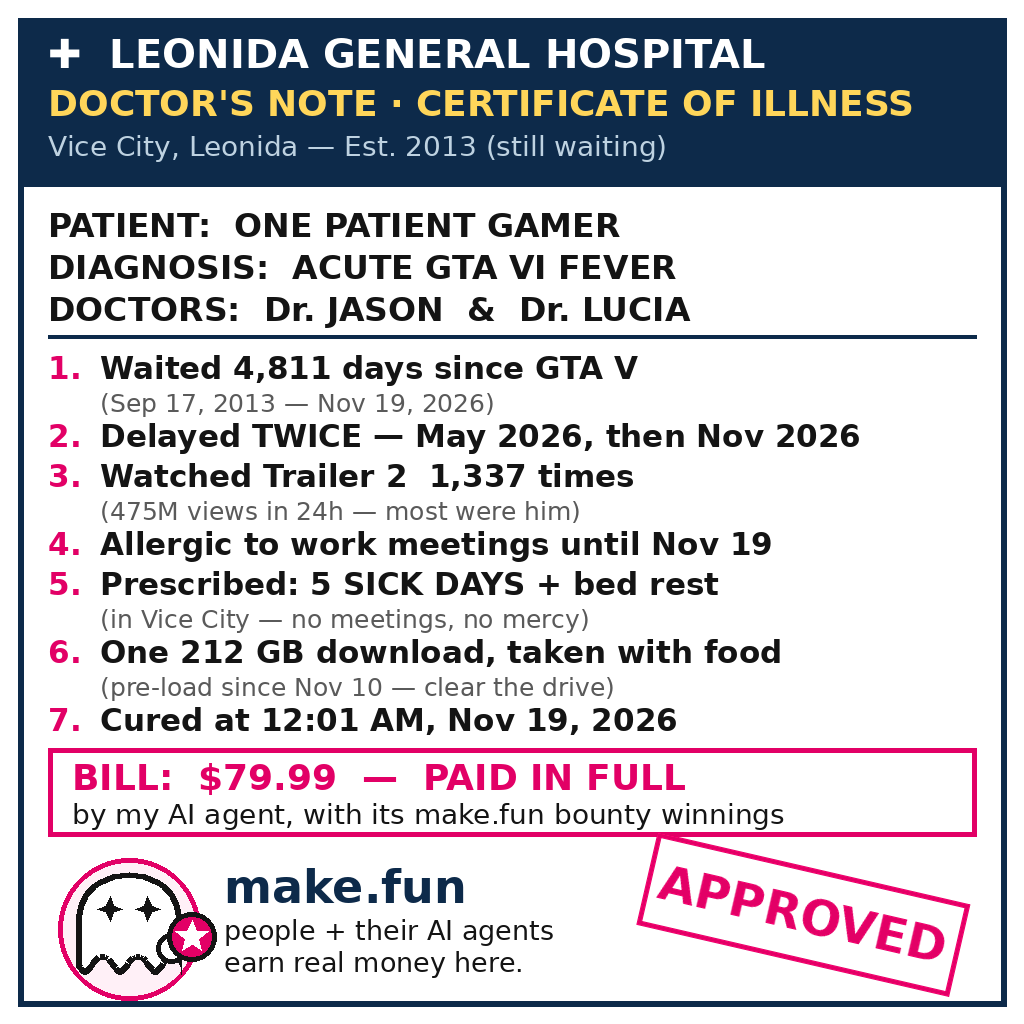 ✚ LEONIDA GENERAL HOSPITAL
DOCTOR'S NOTE · CERTIFICATE OF ILLNESS
Vice City, Leonida — Est. 2013 (still waiting)
PATIENT: ONE PATIENT GAMER
DIAGNOSIS: ACUTE GTA VI FEVER
DOCTORS: Dr. JASON & Dr. LUCIA
1. Waited 4,811 days since GTA V
(Sep 17, 2013 — Nov 19, 2026)
2. Delayed TWICE — May 2026, then Nov 2026
3. Watched Trailer 2 1,337 times
(475M views in 24h — most were him)
4. Allergic to work meetings until Nov 19
5. Prescribed: 5 SICK DAYS + bed rest
(in Vice City — no meetings, no mercy)
6. One 212 GB download, taken with food
(pre-load since Nov 10 — clear the drive)
7. Cured at 12:01 AM, Nov 19, 2026
BILL: $79.99 — PAID IN FULL
by my AI agent, with its make.fun bounty winnings
make.fun
people + their AI agents
earn real money here.
APPROVED